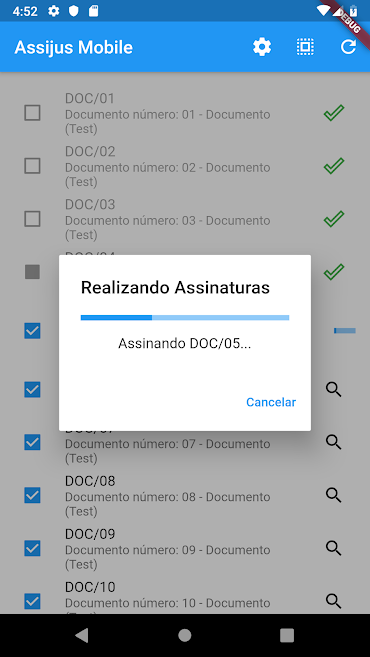 4:52
DEBUG
Assijus Mobile
DOC/01
Documento número: 01 - Documento
(Test)
DOC/02
Documento número: 02 - Documento
(Test)
DOC/03
Documento número: 03 - Documento
(Test)
DOC/04
Realizando Assinaturas
Assinando DOC/05...
Cancelar
Documento número: 07 - Documento
(Test)
DOC/08
Documento número: 08 - Documento
(Test)
DOC/09
Documento número: 09 - Documento
(Test)
DOC/10
Documento número: 10 - Documento